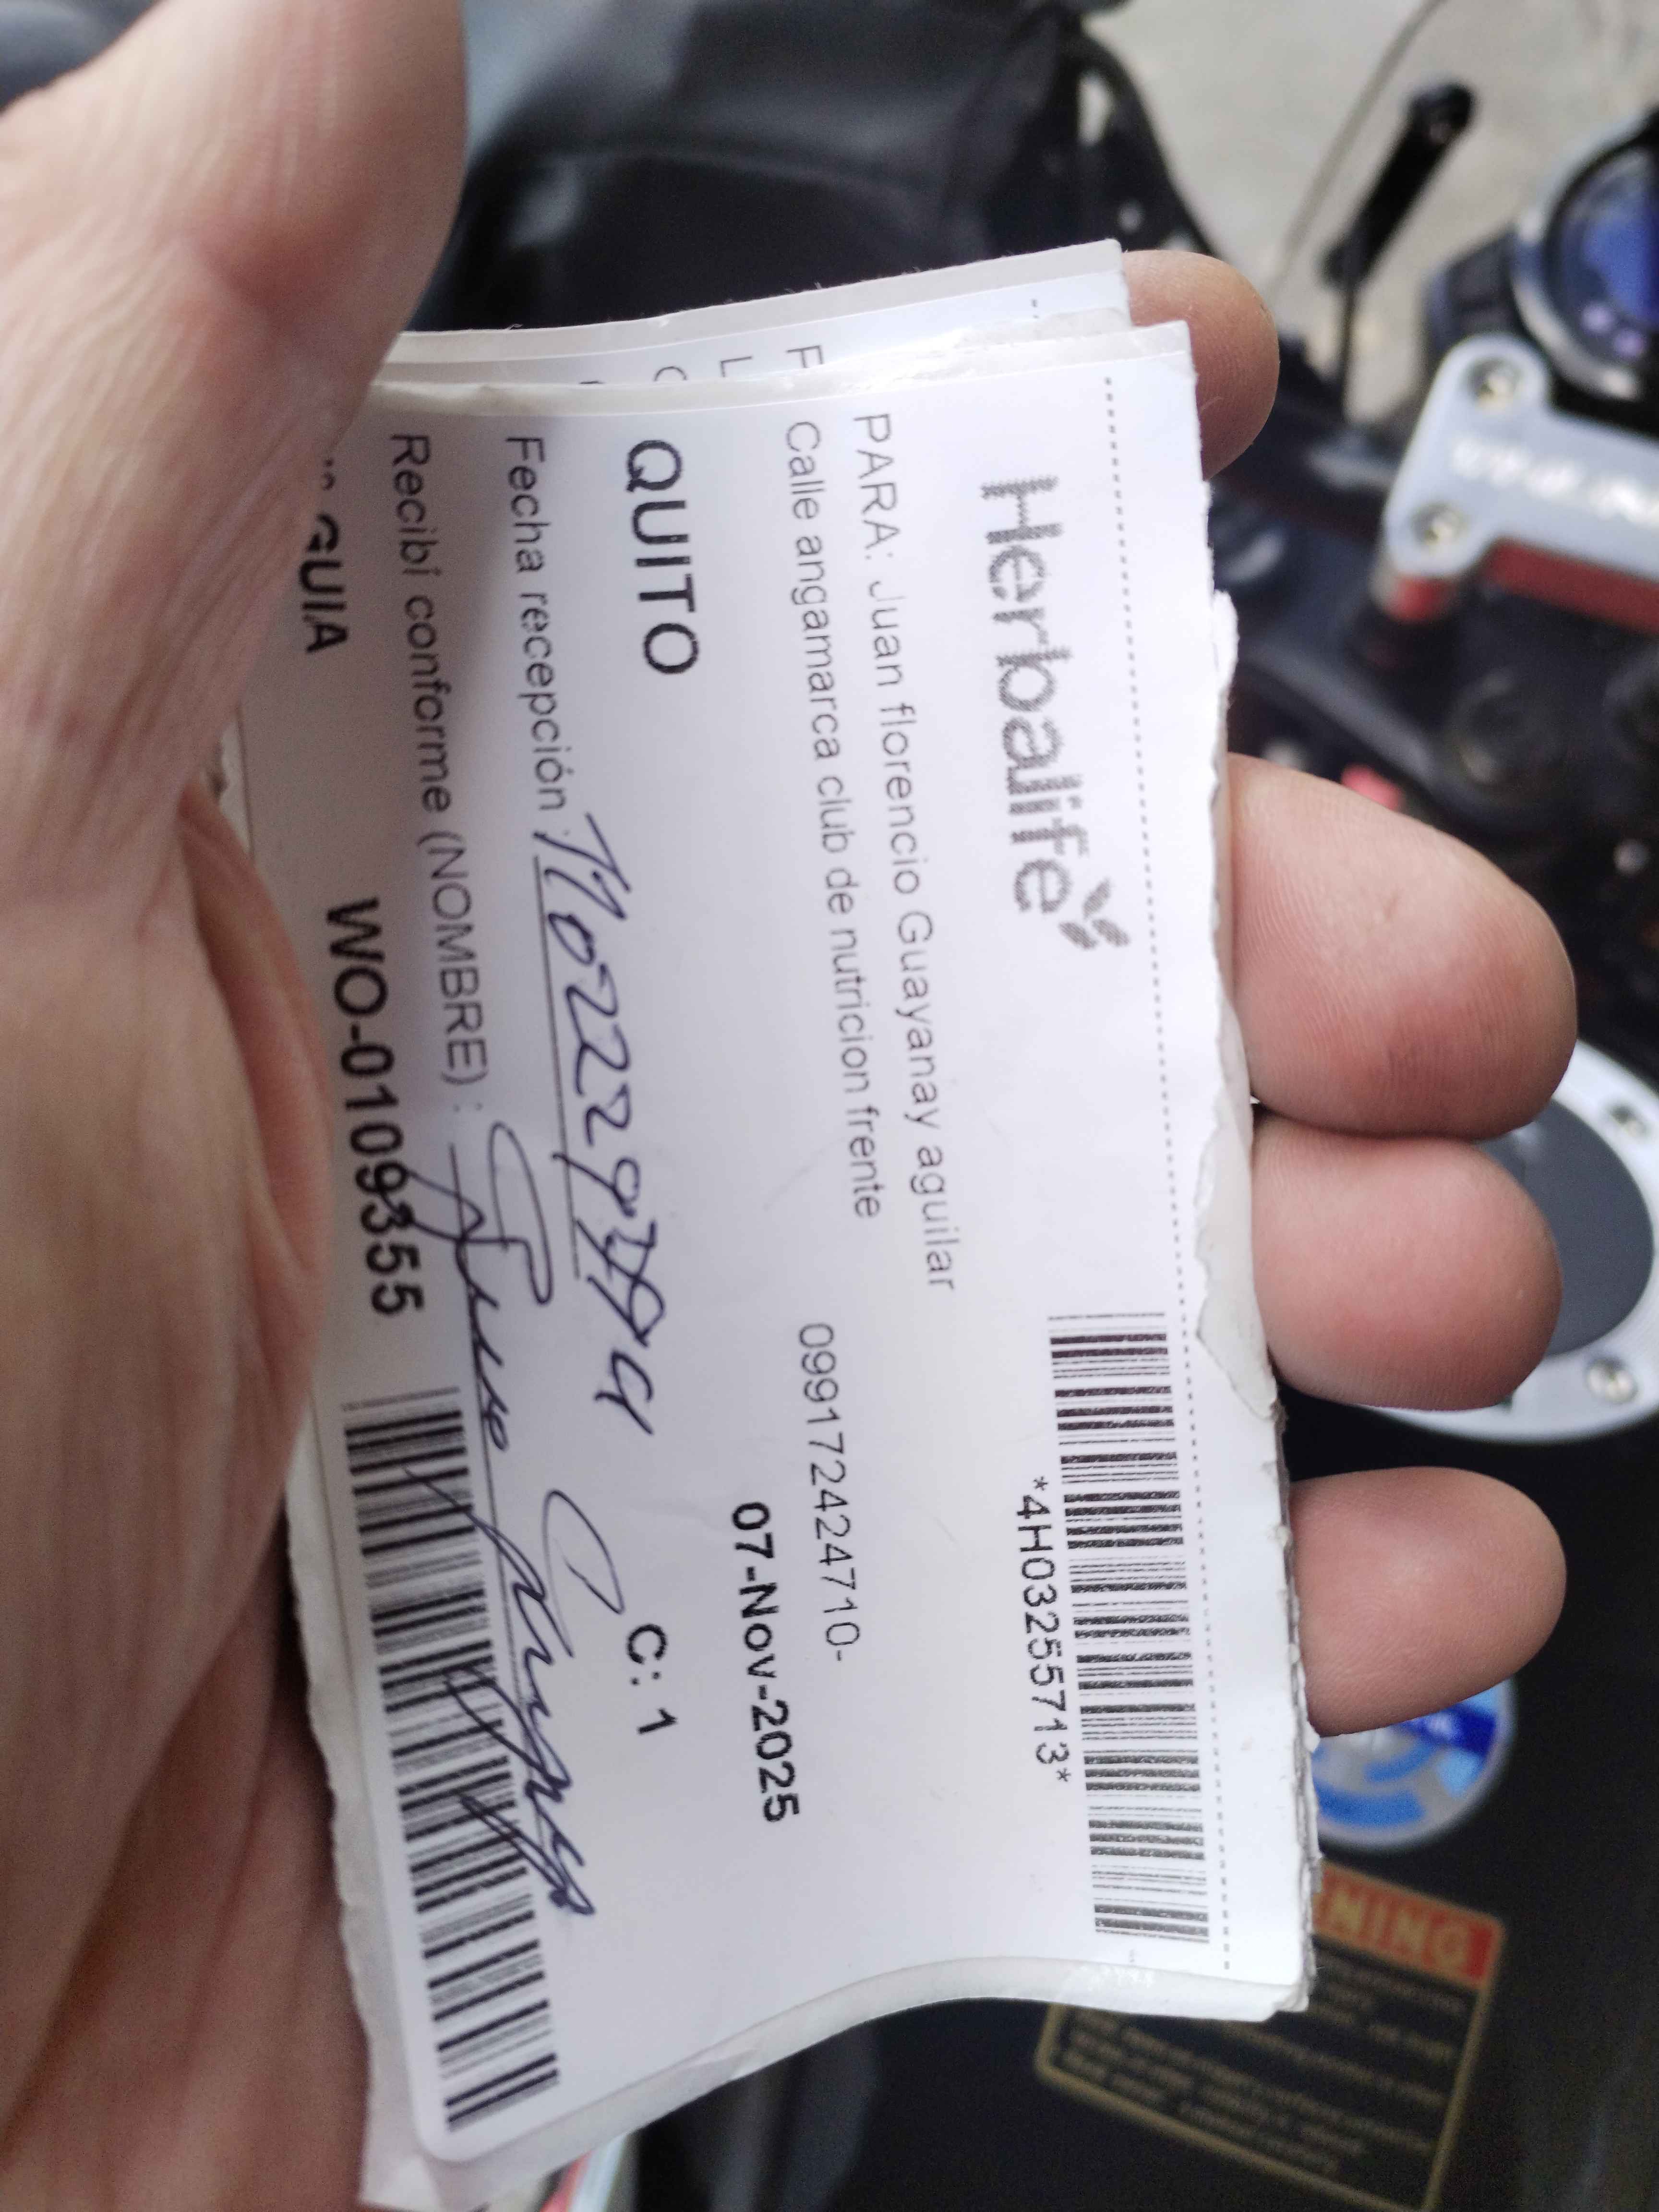 Herbalife
*4H03255713*
PARA: Juan florencio Guayanay aguilar
Calle angamarca club de nutricion frente 0991724247 10-
07-Nov-2025
QUITO C: 1
Fecha recepción
Recibí conforme (NOMBRE) :
GUIA WO-0109355